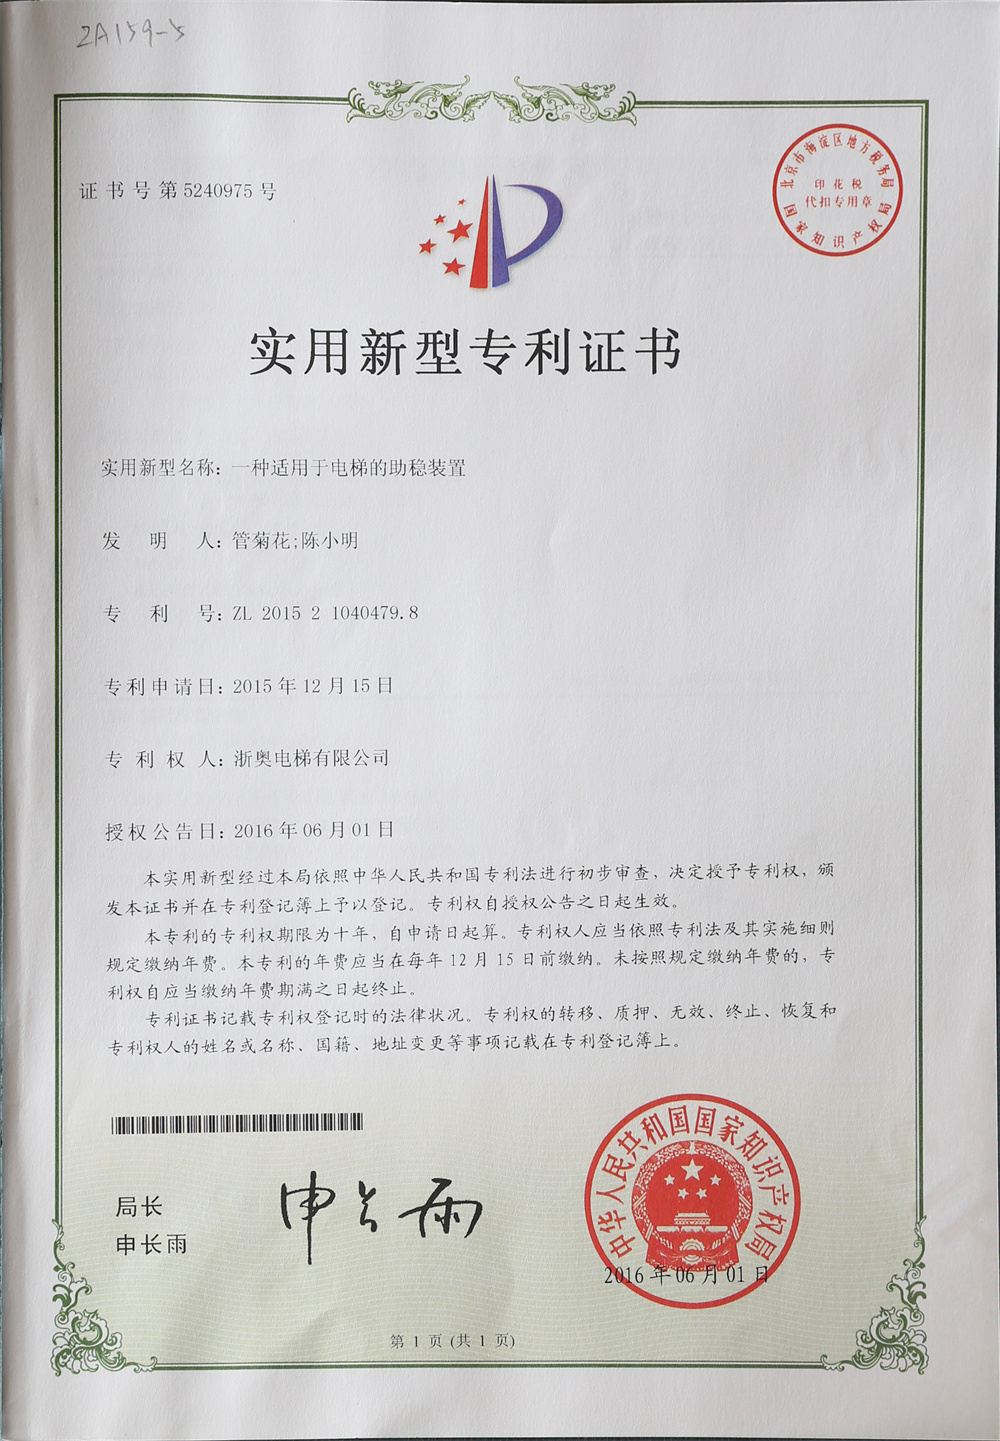 ZA159-5
证书号第5240975号
北京市海淀区地方税务局
印花税
代扣专用章
国家知识产权局
实用新型专利证书
实用新型名称：一种适用于电梯的助稳装置
发明人：管菊花;陈小明
专利号：ZL 2015 2 1040479.8
专利申请日：2015年12月15日
专利权人：浙奥电梯有限公司
授权公告日：2016年06月01日
本实用新型经过本局依照中华人民共和国专利法进行初步审查，决定授予专利权，颁
发本证书并在专利登记簿上予以登记。专利权自授权公告之日起生效。
本专利的专利权期限为十年，自申请日起算。专利权人应当依照专利法及其实施细则
规定缴纳年费。本专利的年费应当在每年12月15日前缴纳。未按照规定缴纳年费的，专
利权自应当缴纳年费期满之日起终止。
专利证书记载专利权登记时的法律状况。专利权的转移、质押、无效、终止、恢复和
专利权人的姓名或名称、国籍、地址变更等事项记载在专利登记簿上。
局长
申长雨
申长雨
中华人民共和国国家知识产权局
2016年06月01日
第1页(共1页)